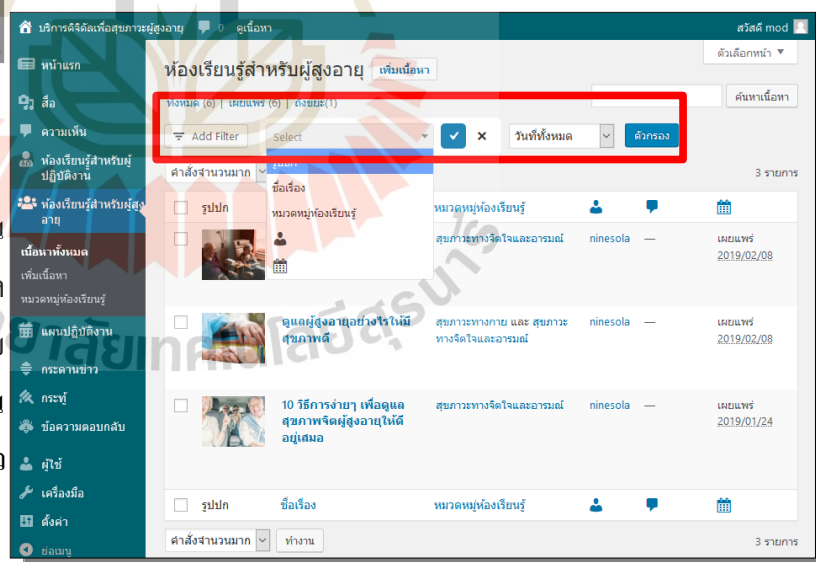 บริการดิจิตัลเพื่อสุขภาวะผู้สูงอายุ 0 ดูเนื้อหา สวัสดี mod
หน้าแรก
สื่อ
ความเห็น
ห้องเรียนรู้สำหรับผู้
ปฏิบัติงาน
ห้องเรียนรู้สำหรับผู้สูง
อายุ
เนื้อหาทั้งหมด
เพิ่มเนื้อหา
หมวดหมู่ห้องเรียนรู้
แผนปฏิบัติงาน
กระดานข่าว
กระทู้
ข้อความตอบกลับ
ผู้ใช้
เครื่องมือ
ตั้งค่า
ย่อเมนู
ตัวเลือกหน้า ▼
ห้องเรียนรู้สำหรับผู้สูงอายุ เพิ่มเนื้อหา
ทั้งหมด (6) | เผยแพร่ (6) | ถังขยะ(1)
ค้นหาเนื้อหา
Add Filter Select วันที่ทั้งหมด ตัวกรอง
คำสั่งจำนวนมาก 3 รายการ
รูปปก
ชื่อเรื่อง
หมวดหมู่ห้องเรียนรู้
รูปปก หมวดหมู่ห้องเรียนรู้
สุขภาวะทางจิตใจและอารมณ์ ninesola — เผยแพร่
2019/02/08
ดูแลผู้สูงอายุอย่างไรให้มี
สุขภาพดี
สุขภาวะทางกาย และ สุขภาวะ
ทางจิตใจและอารมณ์
ninesola — เผยแพร่
2019/02/08
10 วิธีการง่ายๆ เพื่อดูแล
สุขภาพจิตผู้สูงอายุให้ดี
อยู่เสมอ
สุขภาวะทางจิตใจและอารมณ์ ninesola — เผยแพร่
2019/01/24
รูปปก ชื่อเรื่อง หมวดหมู่ห้องเรียนรู้
คำสั่งจำนวนมาก ทำงาน 3 รายการ